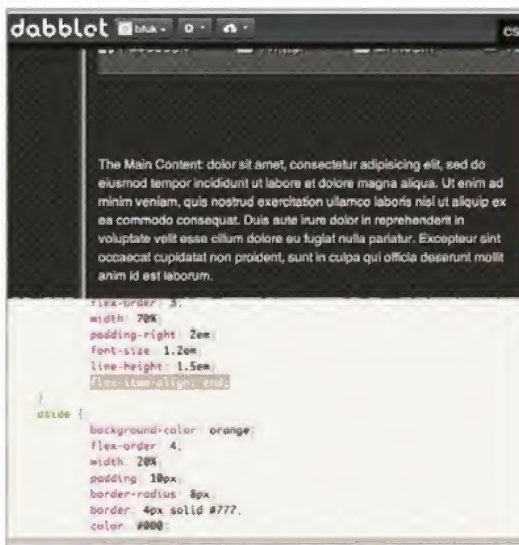 dabblet bfuk
cs
The Main Content: dolor sit amet, consectetur adipisicing elit, sed do
eiusmod tempor incididunt ut labore et dolore magna aliqua. Ut enim ad
minim veniam, quis nostrud exercitation ullamco laboris nisi ut aliquip ex
ea commodo consequat. Duis aute irure dolor in reprehenderit in
voluptate velit esse cillum dolore eu fugiat nulla pariatur. Excepteur sint
occaecat cupidatat non proident, sunt in culpa qui officia deserunt mollit
anim id est laborum.
flex-order: 3;
width: 70%;
padding-right: 2em;
font-size: 1.2em;
line-height: 1.5em;
flex-item-align: end;
}
aside {
background-color: orange;
flex-order: 4;
width: 20%;
padding: 10px;
border-radius: 8px;
border: 4px solid #777;
color: #000;